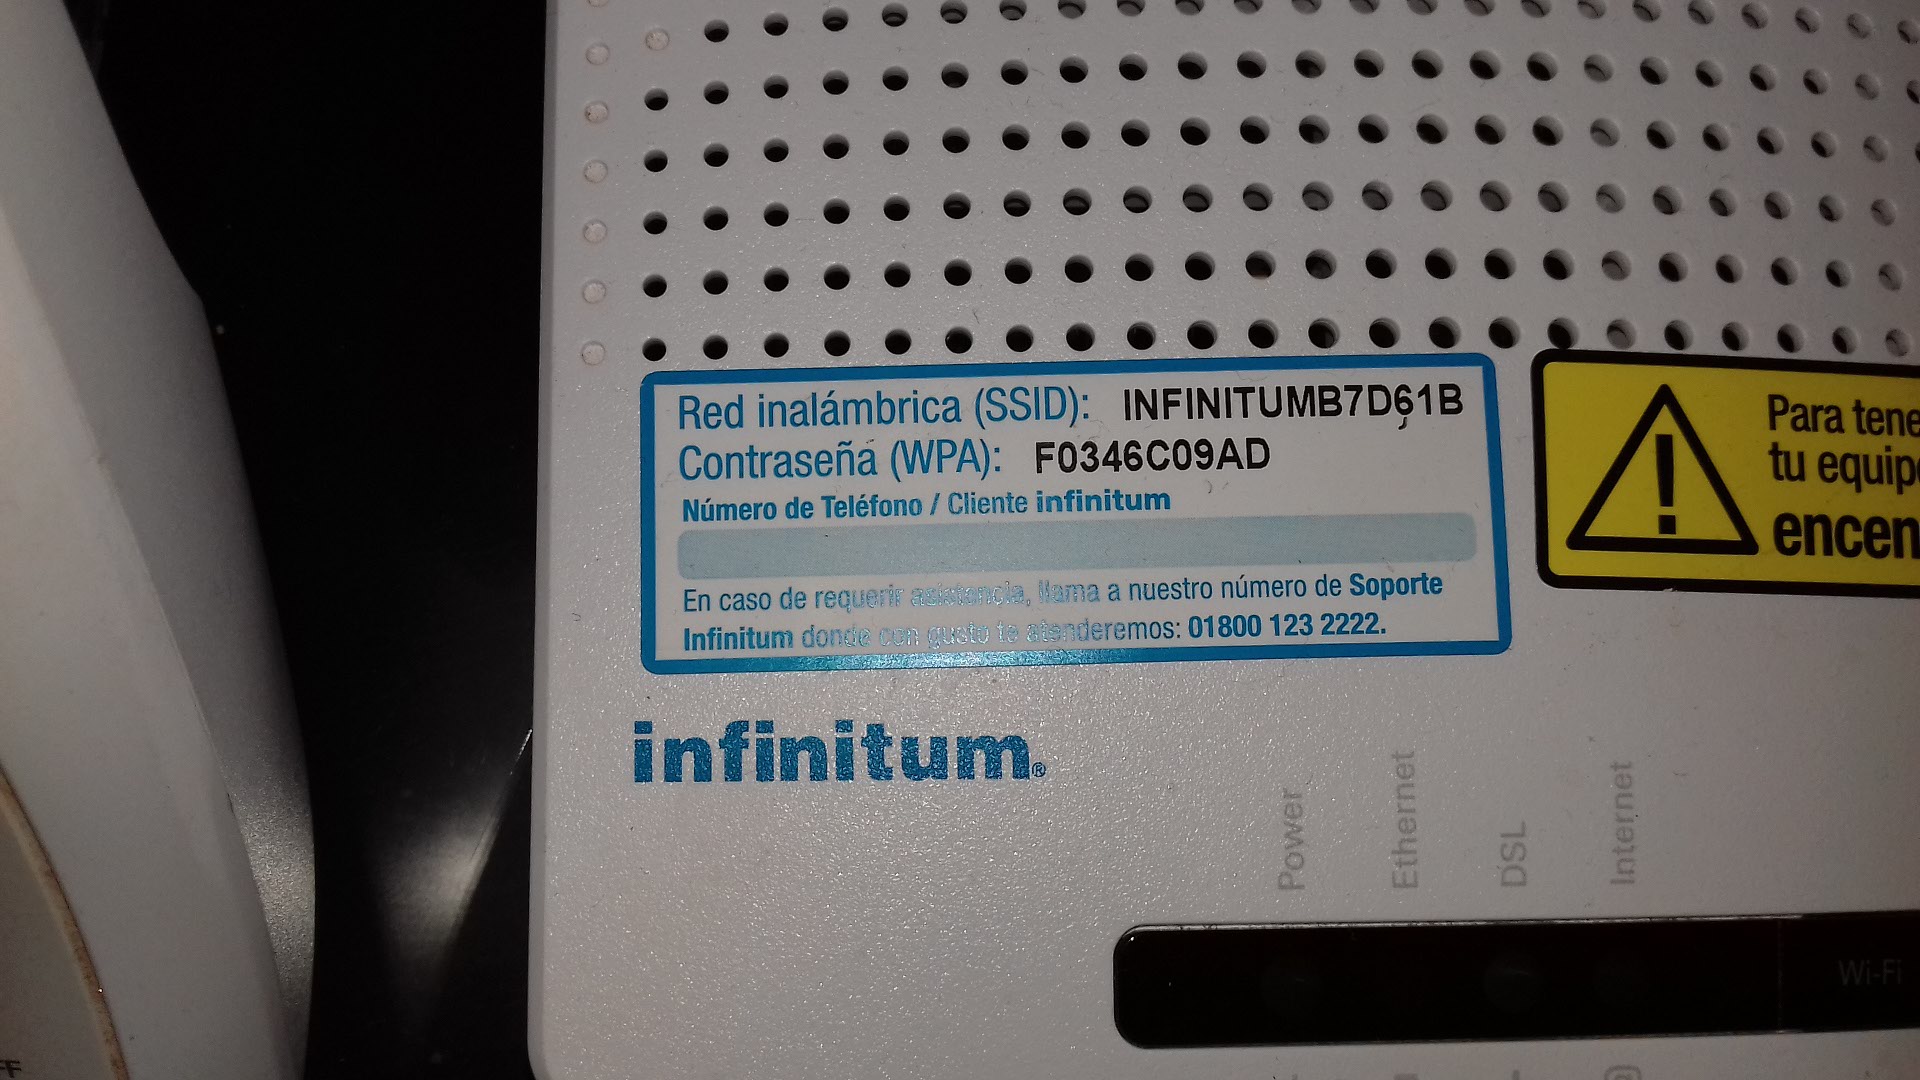 Red inalámbrica (SSID): INFINITUMB7D61B
Contraseña (WPA): F0346C09AD
Número de Teléfono / Cliente infinitum
En caso de requerir asistencia, llama a nuestro número de Soporte
Infinitum donde con gusto te atenderemos: 01800 123 2222.
infinitum®
Power
Ethernet
DSL
Internet
Wi-Fi
Para tene
tu equipo
encen